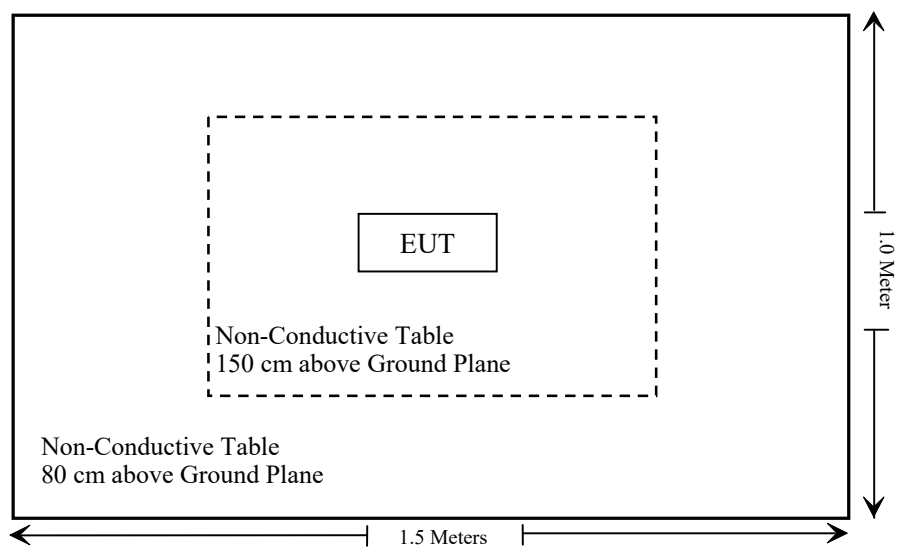 EUT
Non-Conductive Table
150 cm above Ground Plane
Non-Conductive Table
80 cm above Ground Plane
1.0 Meter
1.5 Meters